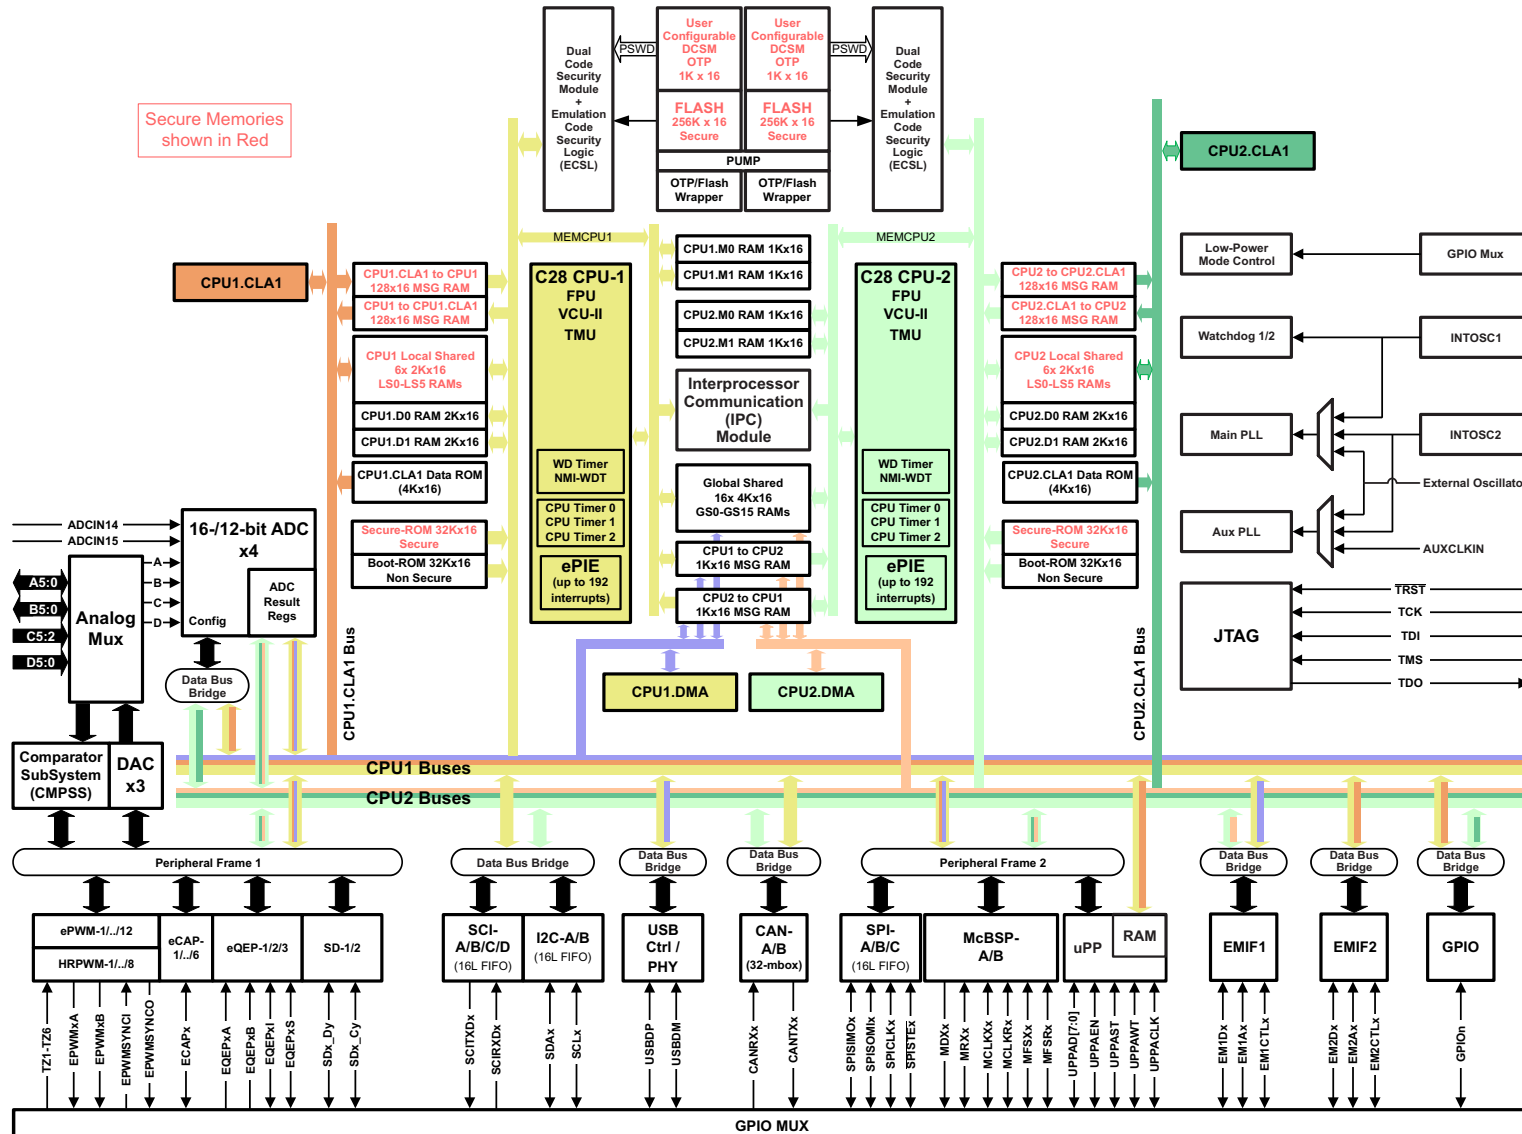 Secure Memories
shown in Red
Dual
Code
Security
Module
+
Emulation
Code
Security
Logic
(ECSL)
PSWD
User
Configurable
DCSM
OTP
1K x 16
User
Configurable
DCSM
OTP
1K x 16
PSWD
FLASH
256K x 16
Secure
FLASH
256K x 16
Secure
PUMP
OTP/Flash
Wrapper
OTP/Flash
Wrapper
Dual
Code
Security
Module
+
Emulation
Code
Security
Logic
(ECSL)
CPU2.CLA1
MEMCPU1
MEMCPU2
CPU1.CLA1
CPU1.CLA1 to CPU1
128x16 MSG RAM
CPU1 to CPU1.CLA1
128x16 MSG RAM
CPU1 Local Shared
6x 2Kx16
LS0-LS5 RAMs
CPU1.D0 RAM 2Kx16
CPU1.D1 RAM 2Kx16
CPU1.CLA1 Data ROM
(4Kx16)
Secure-ROM 32Kx16
Secure
Boot-ROM 32Kx16
Non Secure
C28 CPU-1
FPU
VCU-II
TMU
WD Timer
NMI-WDT
CPU Timer 0
CPU Timer 1
CPU Timer 2
ePIE
(up to 192
interrupts)
CPU1.M0 RAM 1Kx16
CPU1.M1 RAM 1Kx16
CPU2.M0 RAM 1Kx16
CPU2.M1 RAM 1Kx16
Interprocessor
Communication
(IPC)
Module
Global Shared
16x 4Kx16
GS0-GS15 RAMs
CPU1 to CPU2
1Kx16 MSG RAM
CPU2 to CPU1
1Kx16 MSG RAM
C28 CPU-2
FPU
VCU-II
TMU
WD Timer
NMI-WDT
CPU Timer 0
CPU Timer 1
CPU Timer 2
ePIE
(up to 192
interrupts)
CPU2 to CPU2.CLA1
128x16 MSG RAM
CPU2.CLA1 to CPU2
128x16 MSG RAM
CPU2 Local Shared
6x 2Kx16
LS0-LS5 RAMs
CPU2.D0 RAM 2Kx16
CPU2.D1 RAM 2Kx16
CPU2.CLA1 Data ROM
(4Kx16)
Secure-ROM 32Kx16
Secure
Boot-ROM 32Kx16
Non Secure
Low-Power
Mode Control
GPIO Mux
Watchdog 1/2
INTOSC1
Main PLL
INTOSC2
External Oscillator
Aux PLL
AUXCLKIN
JTAG
TRST
TCK
TDI
TMS
TDO
ADCIN14
ADCIN15
A5:0
B5:0
C5:2
D5:0
Analog
Mux
A
B
C
D
16-/12-bit ADC
x4
Config
ADC
Result
Regs
Data Bus
Bridge
CPU1.CLA1 Bus
CPU2.CLA1 Bus
CPU1.DMA
CPU2.DMA
Comparator
SubSystem
(CMPSS)
DAC
x3
CPU1 Buses
CPU2 Buses
Peripheral Frame 1
Data Bus Bridge
Data Bus
Bridge
Data Bus
Bridge
Peripheral Frame 2
Data Bus
Bridge
Data Bus
Bridge
Data Bus
Bridge
ePWM-1/../12
HRPWM-1/../8
eCAP-
1/../6
eQEP-1/2/3
SD-1/2
SCI-
A/B/C/D
(16L FIFO)
I2C-A/B
(16L FIFO)
USB
Ctrl /
PHY
CAN-
A/B
(32-mbox)
SPI-
A/B/C
(16L FIFO)
McBSP-
A/B
uPP
RAM
EMIF1
EMIF2
GPIO
TZ1-TZ6
EPWMxA
EPWMxB
EPWMSYNCI
EPWMSYNCO
ECAPx
EQEPxA
EQEPxB
EQEPxI
EQEPxS
SDx_Dy
SDx_Cy
SCITXDx
SCIRXDx
SDAx
SCLx
USBDP
USBDM
CANRXx
CANTXx
SPISIMOx
SPISOMIx
SPICLKx
SPISTEx
MDXx
MRXx
MCLKXx
MCLKRx
MFSXx
MFSRx
UPPAD[7:0]
UPPAEN
UPPAST
UPPAWT
UPPACLK
EM1Dx
EM1Ax
EM1CTLx
EM2Dx
EM2Ax
EM2CTLx
GPIOn
GPIO MUX